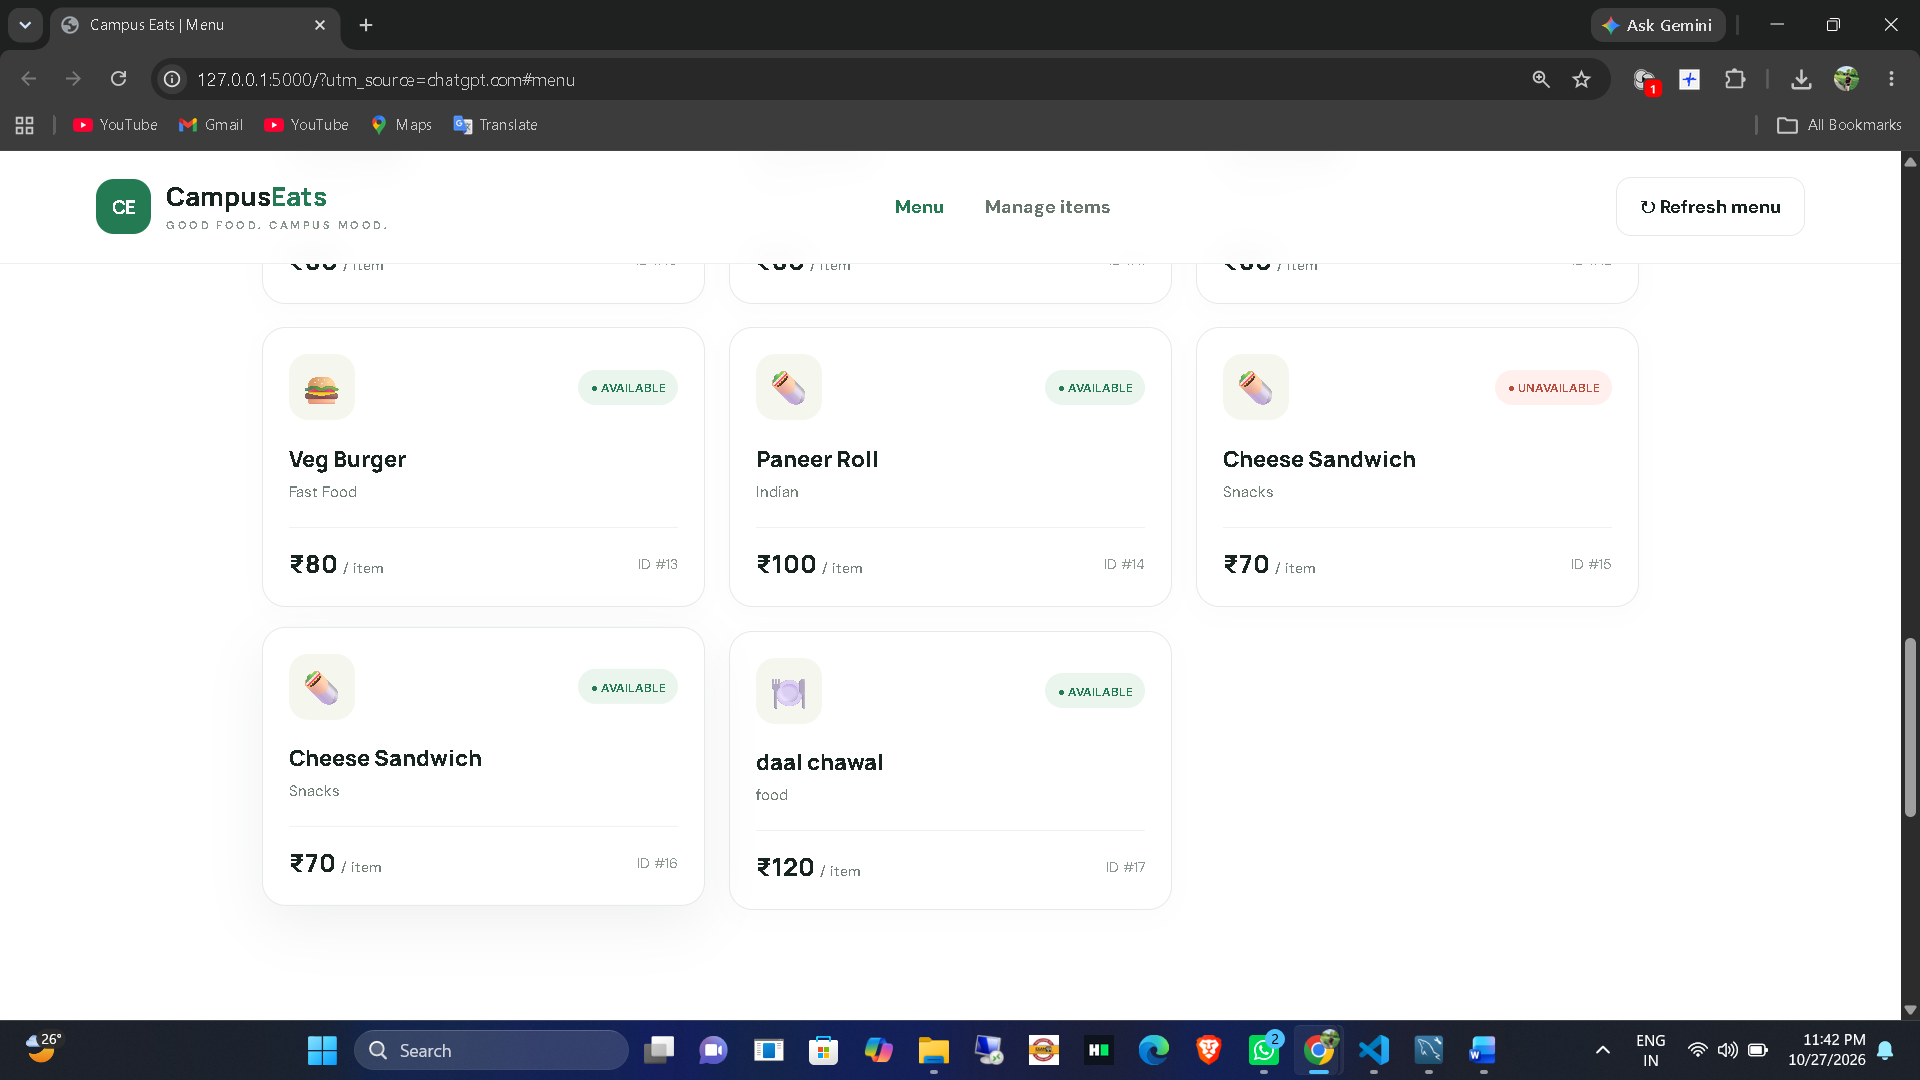 Campus Eats | Menu
Ask Gemini
127.0.0.1:5000/?utm_source=chatgpt.com#menu
1
YouTube
Gmail
YouTube
Maps
Translate
All Bookmarks
CE
CampusEats
GOOD FOOD. CAMPUS MOOD.
Menu
Manage items
↻ Refresh menu
/ item
/ item
/ item
• AVAILABLE
Veg Burger
Fast Food
₹80 / item
ID #13
• AVAILABLE
Paneer Roll
Indian
₹100 / item
ID #14
• UNAVAILABLE
Cheese Sandwich
Snacks
₹70 / item
ID #15
• AVAILABLE
Cheese Sandwich
Snacks
₹70 / item
ID #16
• AVAILABLE
daal chawal
food
₹120 / item
ID #17
26°
Search
2
ENG
IN
11:42 PM
10/27/2026